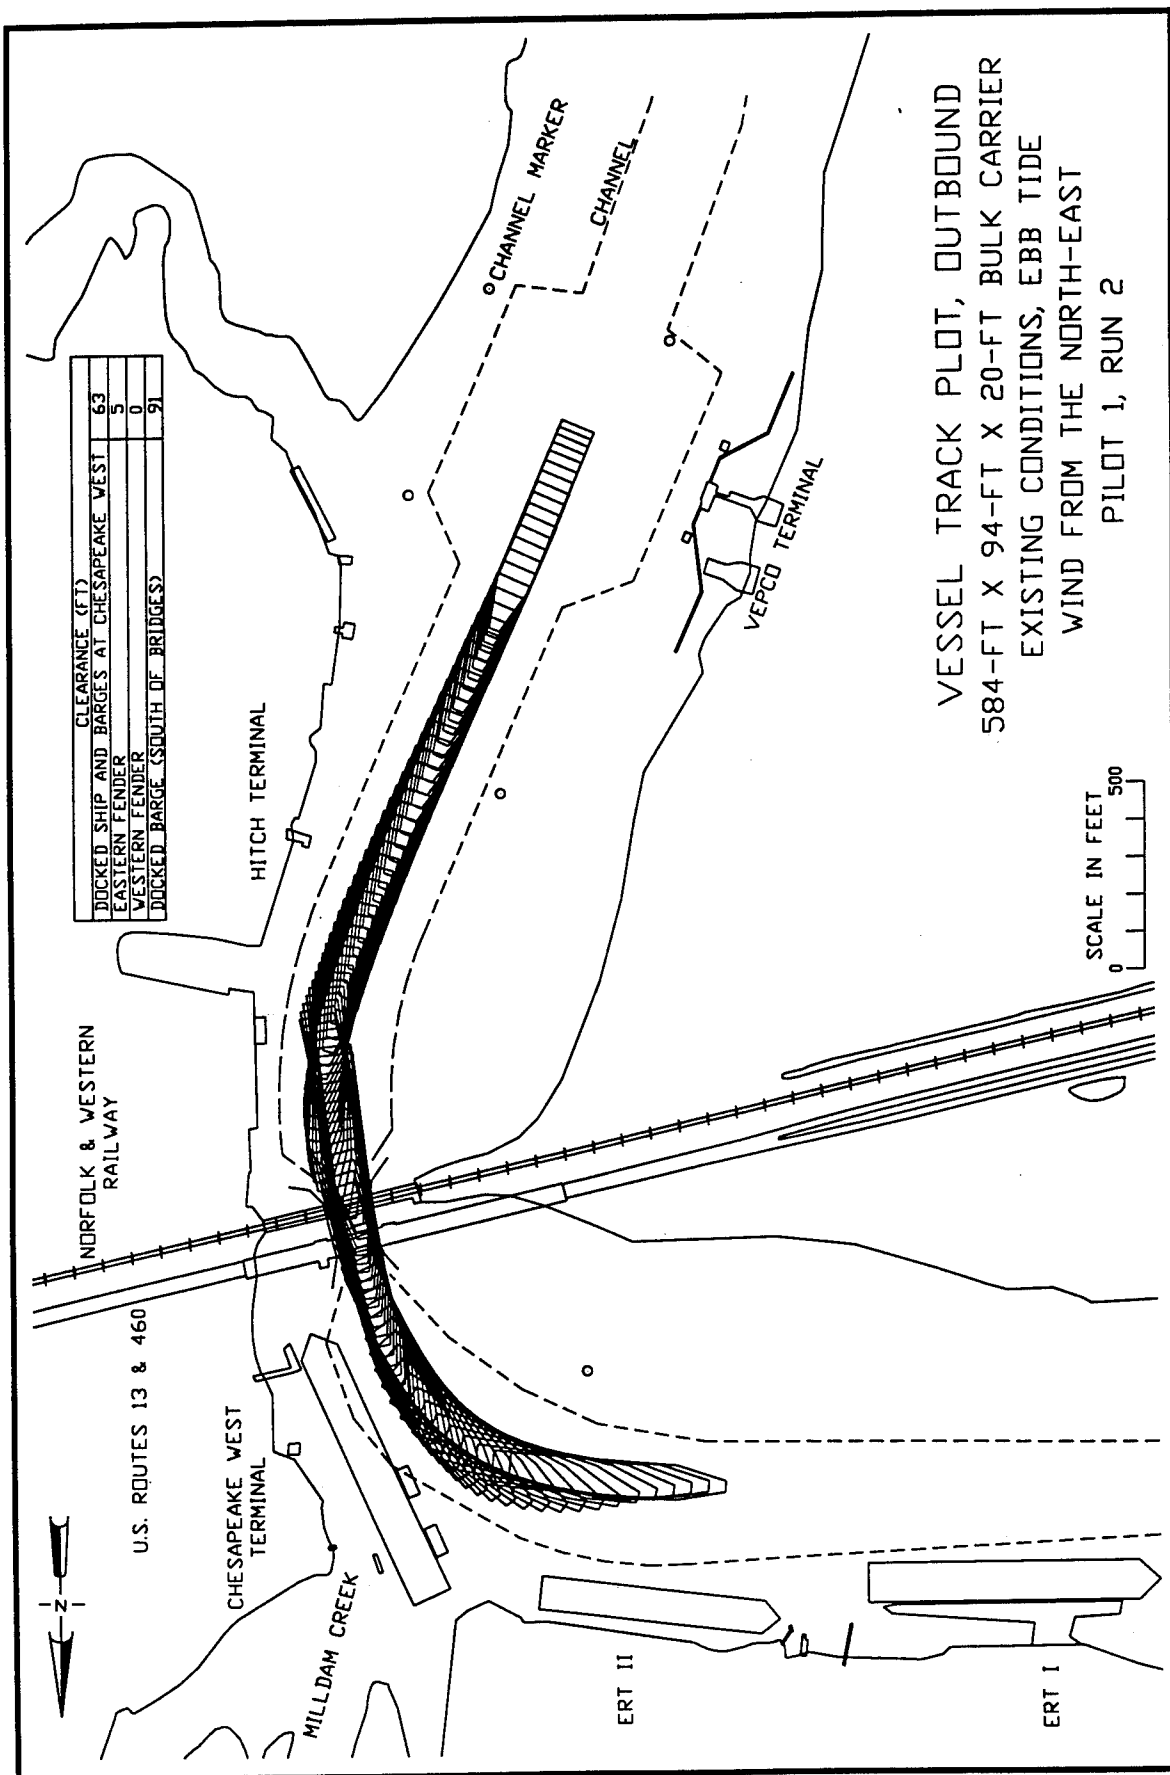 CLEARANCE (FT)
DOCKED SHIP AND BARGES AT CHESAPEAKE WEST 63
EASTERN FENDER 5
WESTERN FENDER 0
DOCKED BARGE (SOUTH OF BRIDGES) 91
N
U.S. ROUTES 13 & 460
NORFOLK & WESTERN
RAILWAY
CHESAPEAKE WEST
TERMINAL
MILLDAM CREEK
HITCH TERMINAL
CHANNEL MARKER
CHANNEL
VEPCO TERMINAL
ERT II
ERT I
SCALE IN FEET
0 500
VESSEL TRACK PLOT, OUTBOUND
584-FT X 94-FT X 20-FT BULK CARRIER
EXISTING CONDITIONS, EBB TIDE
WIND FROM THE NORTH-EAST
PILOT 1, RUN 2